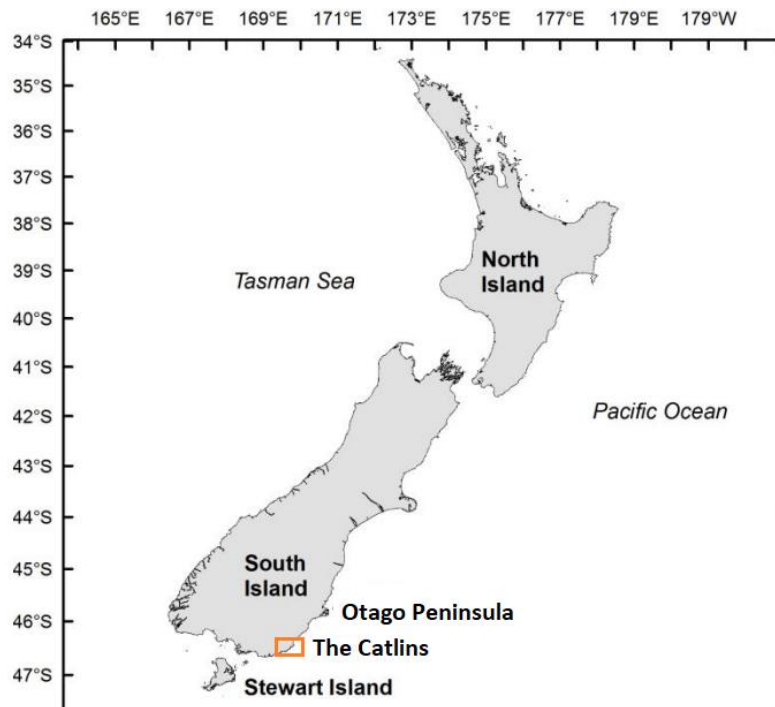 165°E 167°E 169°E 171°E 173°E 175°E 177°E 179°E 179°W
34°S
35°S
36°S
37°S
38°S
39°S
40°S
41°S
42°S
43°S
44°S
45°S
46°S
47°S
North
Island
Tasman Sea
Pacific Ocean
South
Island
Otago Peninsula
The Catlins
Stewart Island